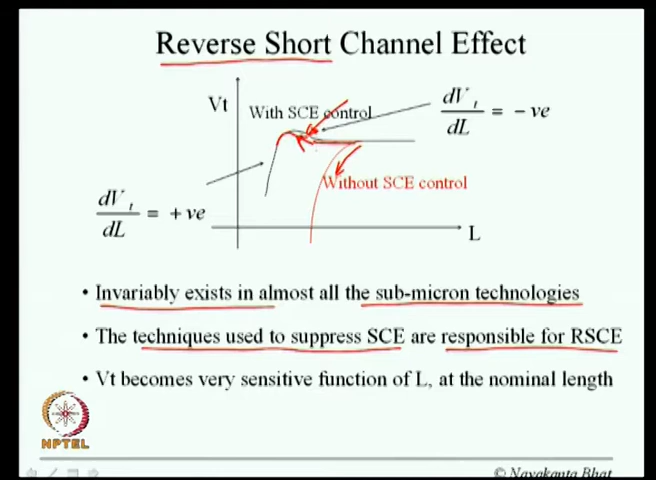 Reverse Short Channel Effect
Vt
With SCE control
dV t / dL = - ve
Without SCE control
dV t / dL = + ve
L
• Invariably exists in almost all the sub-micron technologies
• The techniques used to suppress SCE are responsible for RSCE
• Vt becomes very sensitive function of L, at the nominal length
NPTEL
© Navakanta Bhat